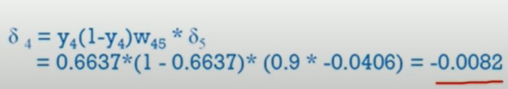 δ 4 = y4(1-y4)w45 * δ5
= 0.6637*(1 - 0.6637)* (0.9 * -0.0406) = -0.0082